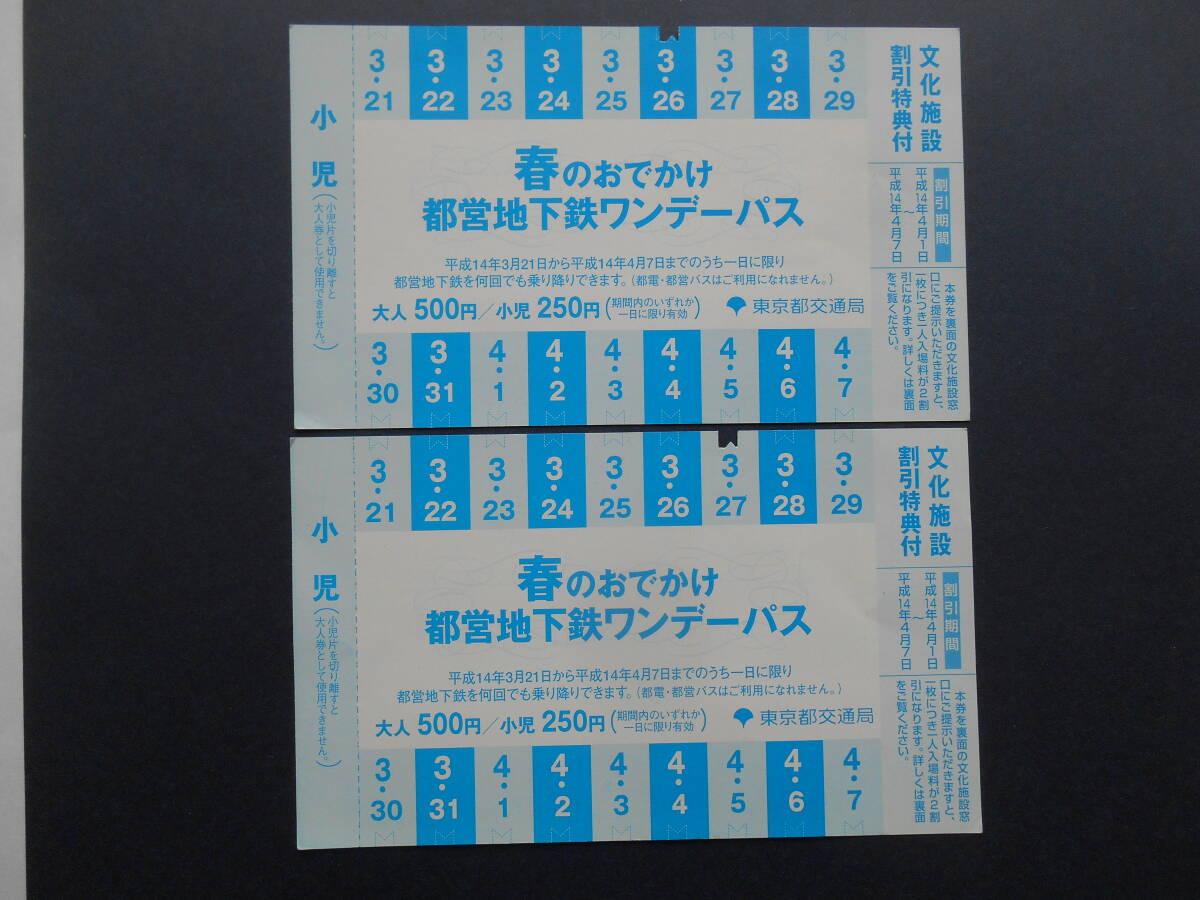 小児
（小児片を切り離すと
大人券として使用できません。）
3・21 3・22 3・23 3・24 3・25 3・26 3・27 3・28 3・29
春のおでかけ
都営地下鉄ワンデーパス
平成14年3月21日から平成14年4月7日までのうち一日に限り
都営地下鉄を何回でも乗り降りできます。（都電・都営バスはご利用になれません。）
大人 500円／小児 250円（期間内のいずれか一日に限り有効） 東京都交通局
3・30 3・31 4・1 4・2 4・3 4・4 4・5 4・6 4・7
文化施設
割引特典付
割引期間
平成14年4月1日
～
平成14年4月7日
本券を裏面の文化施設窓
口にご提示いただきますと、
一枚につき一人入場料が2割
引になります。詳しくは裏面
をご覧ください。
小児
（小児片を切り離すと
大人券として使用できません。）
3・21 3・22 3・23 3・24 3・25 3・26 3・27 3・28 3・29
春のおでかけ
都営地下鉄ワンデーパス
平成14年3月21日から平成14年4月7日までのうち一日に限り
都営地下鉄を何回でも乗り降りできます。（都電・都営バスはご利用になれません。）
大人 500円／小児 250円（期間内のいずれか一日に限り有効） 東京都交通局
3・30 3・31 4・1 4・2 4・3 4・4 4・5 4・6 4・7
文化施設
割引特典付
割引期間
平成14年4月1日
～
平成14年4月7日
本券を裏面の文化施設窓
口にご提示いただきますと、
一枚につき一人入場料が2割
引になります。詳しくは裏面
をご覧ください。